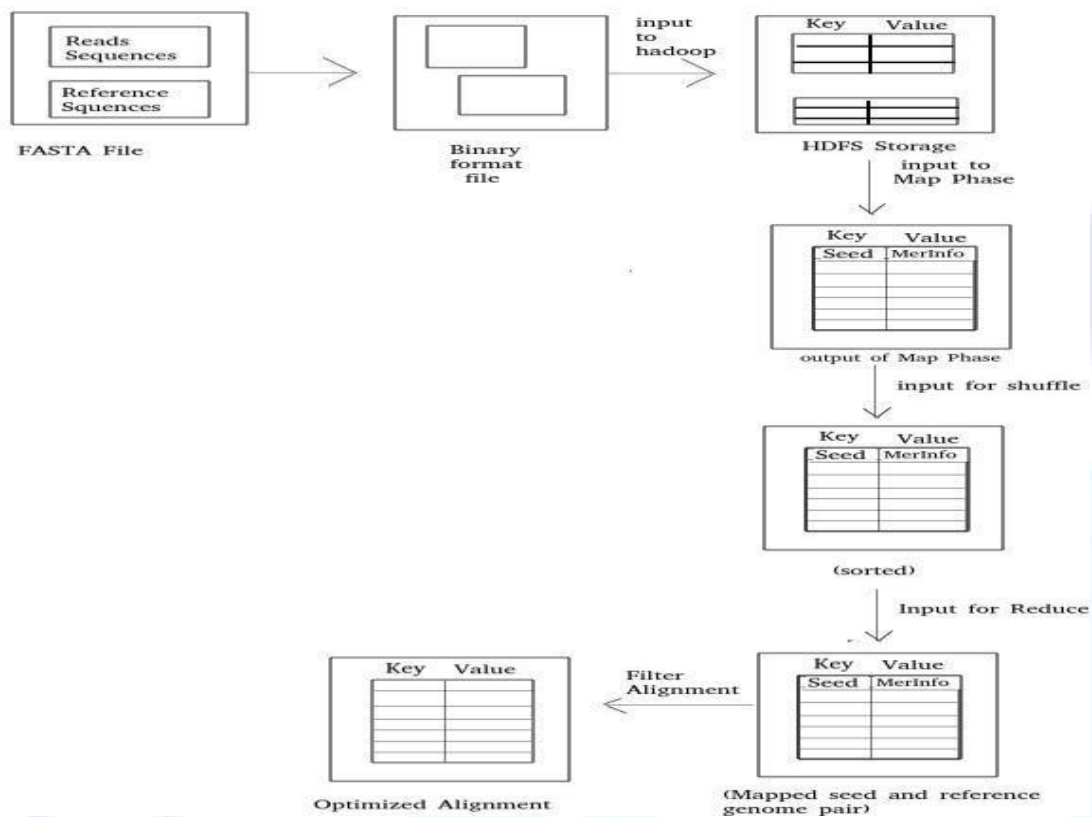 Reads
Sequences
Reference
Squences
FASTA File
Binary
format
file
input
to
hadoop
Key Value
HDFS Storage
input to
Map Phase
Key Value
Seed MerInfo
output of Map Phase
input for shuffle
Key Value
Seed MerInfo
(sorted)
Input for Reduce
Key Value
Seed MerInfo
(Mapped seed and reference
genome pair)
Filter
Alignment
Key Value
Optimized Alignment